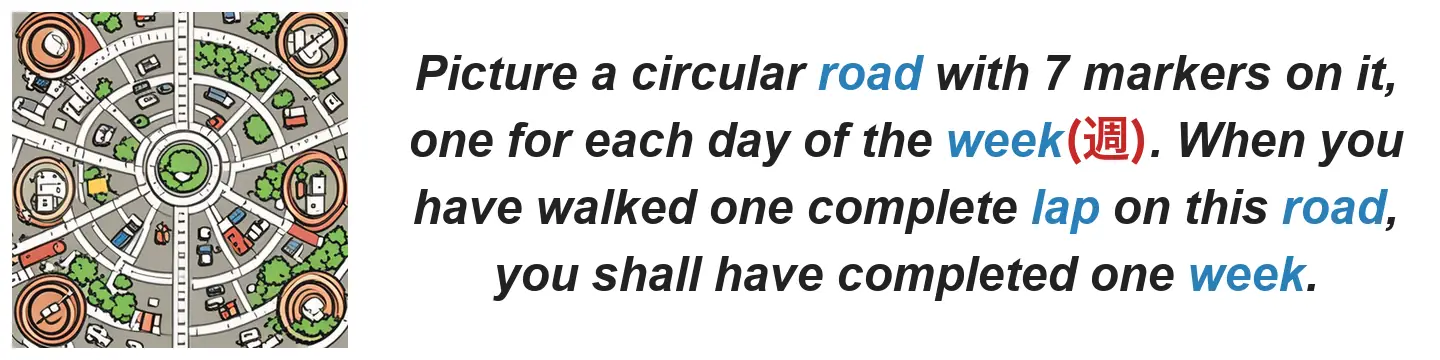 Picture a circular road with 7 markers on it,
one for each day of the week(週). When you
have walked one complete lap on this road,
you shall have completed one week.